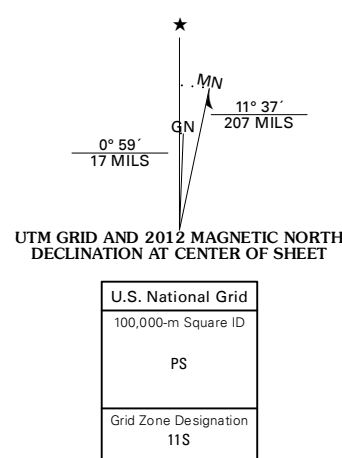 ★
MN
GN
11° 37´
207 MILS
0° 59´
17 MILS
UTM GRID AND 2012 MAGNETIC NORTH
DECLINATION AT CENTER OF SHEET
U.S. National Grid
100,000-m Square ID
PS
Grid Zone Designation
11S